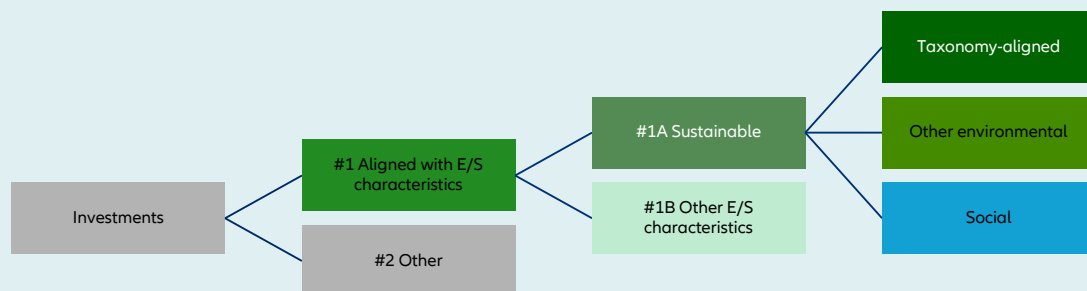 Investments
#1 Aligned with E/S
characteristics
#2 Other
#1A Sustainable
#1B Other E/S
characteristics
Taxonomy-aligned
Other environmental
Social